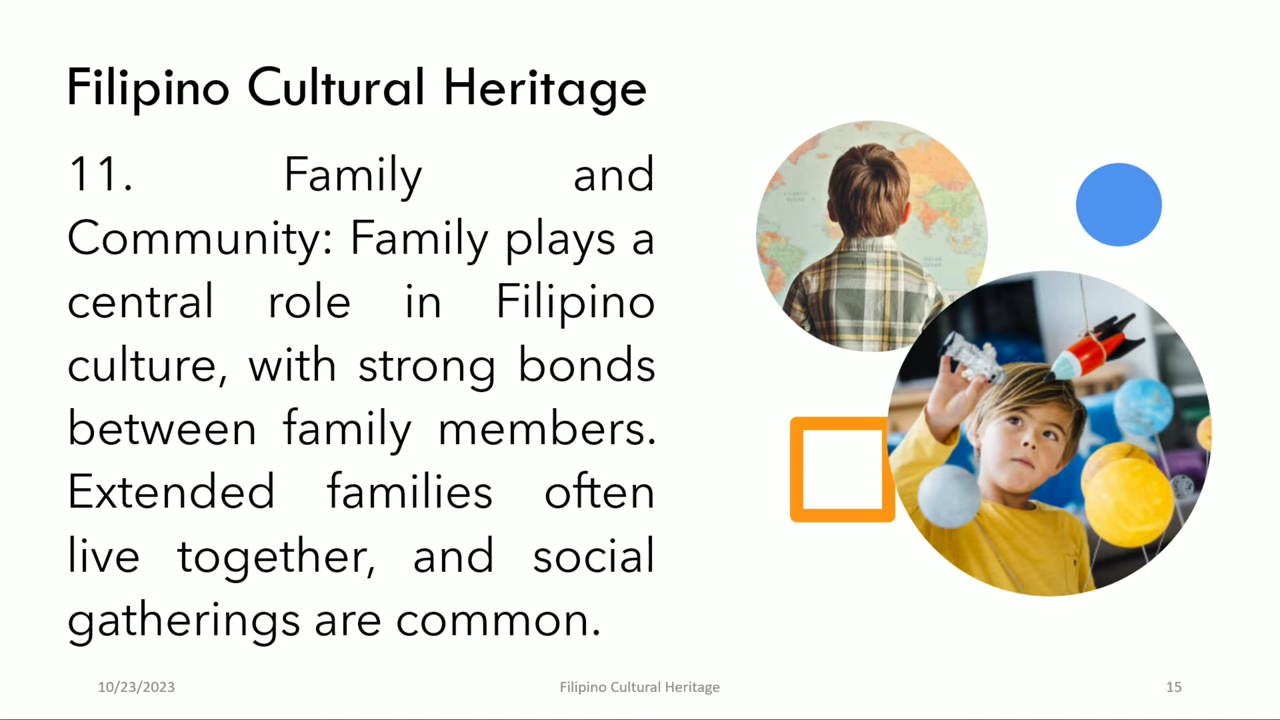 Filipino Cultural Heritage
11. Family and
Community: Family plays a
central role in Filipino
culture, with strong bonds
between family members.
Extended families often
live together, and social
gatherings are common.
10/23/2023
Filipino Cultural Heritage
15